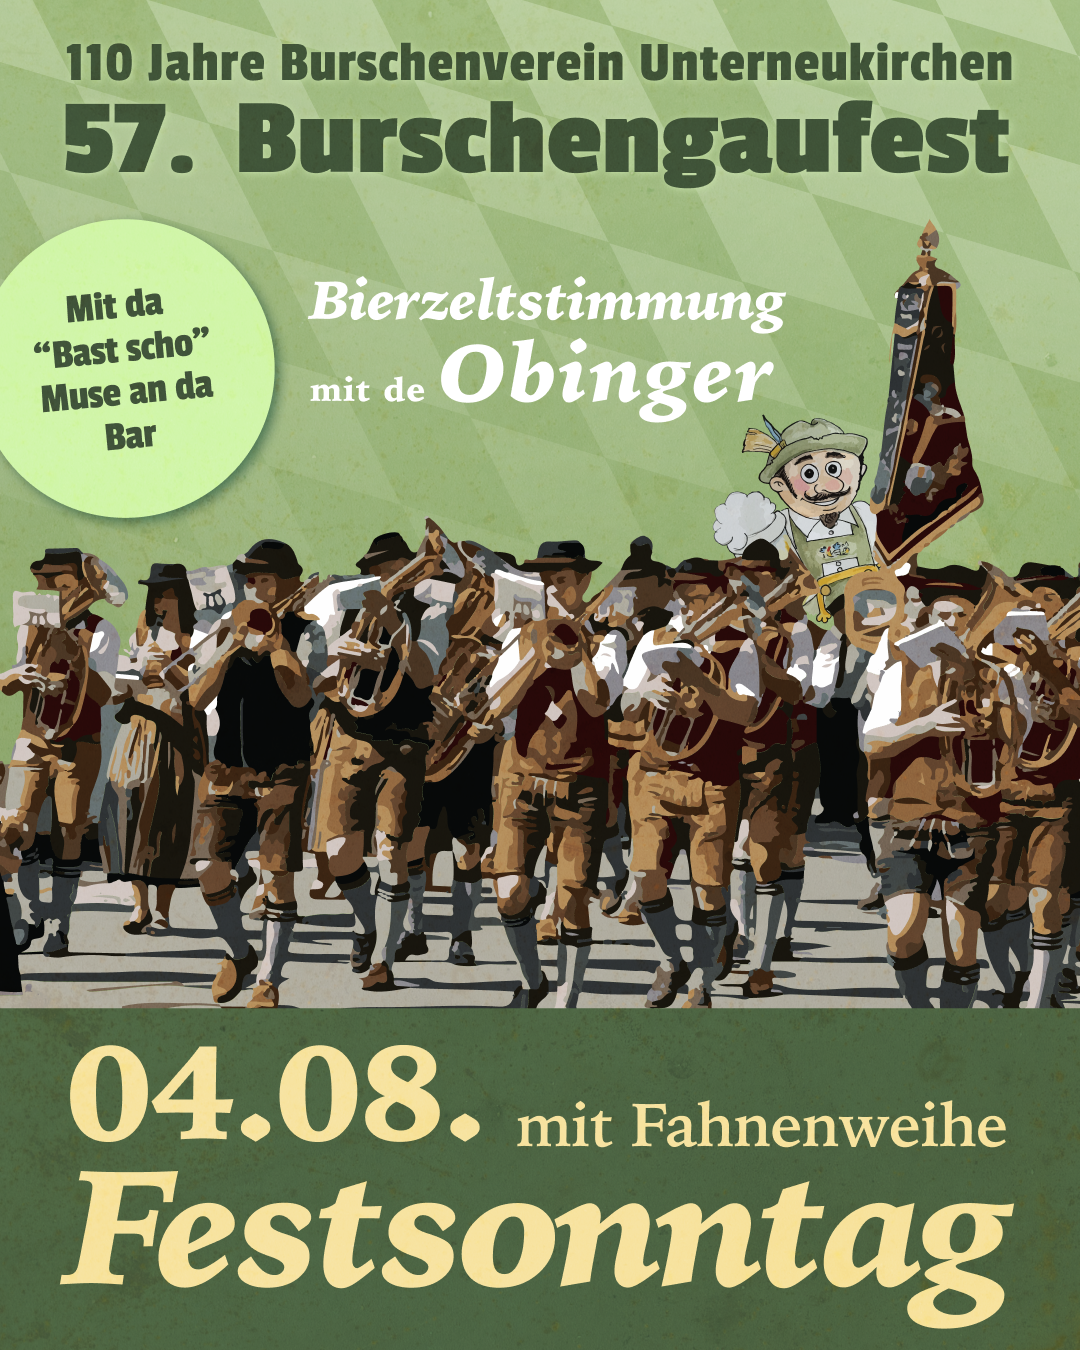 110 Jahre Burschenverein Unterneukirchen
57. Burschengaufest
Mit da
“Bast scho”
Muse an da
Bar
Bierzeltstimmung
mit de Obinger
04.08. mit Fahnenweihe
Festsonntag